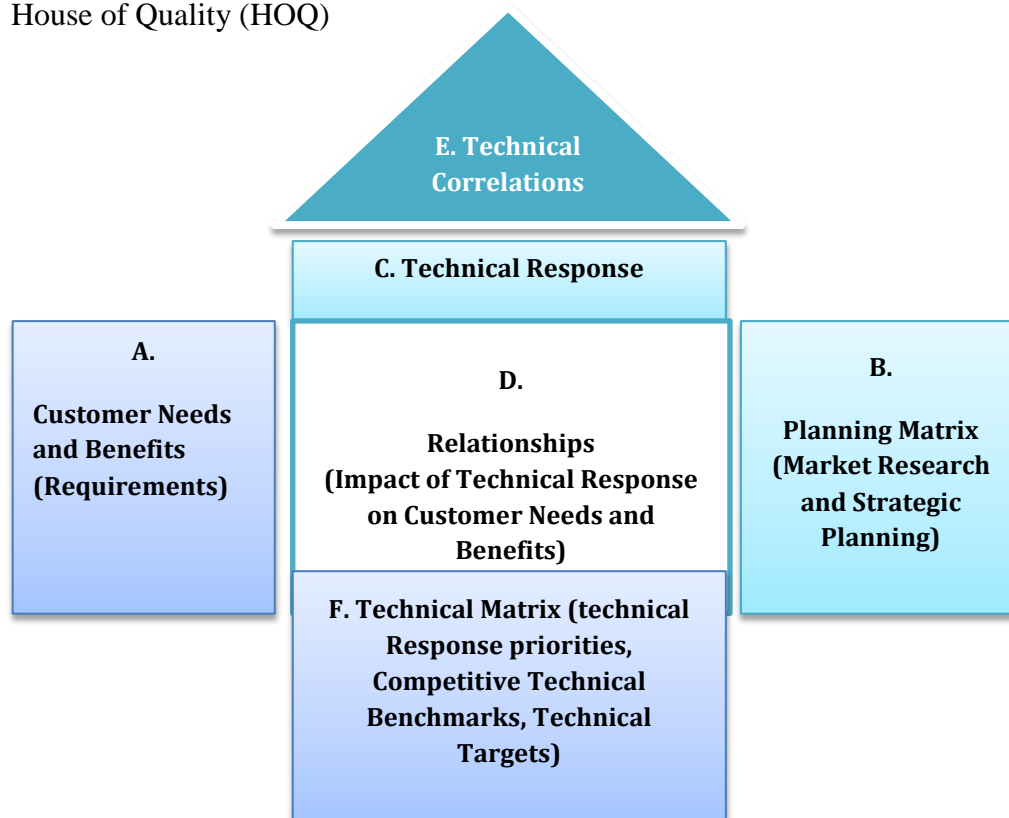 House of Quality (HOQ)
E. Technical
Correlations
C. Technical Response
A.
Customer Needs
and Benefits
(Requirements)
D.
Relationships
(Impact of Technical Response
on Customer Needs and
Benefits)
B.
Planning Matrix
(Market Research
and Strategic
Planning)
F. Technical Matrix (technical
Response priorities,
Competitive Technical
Benchmarks, Technical
Targets)